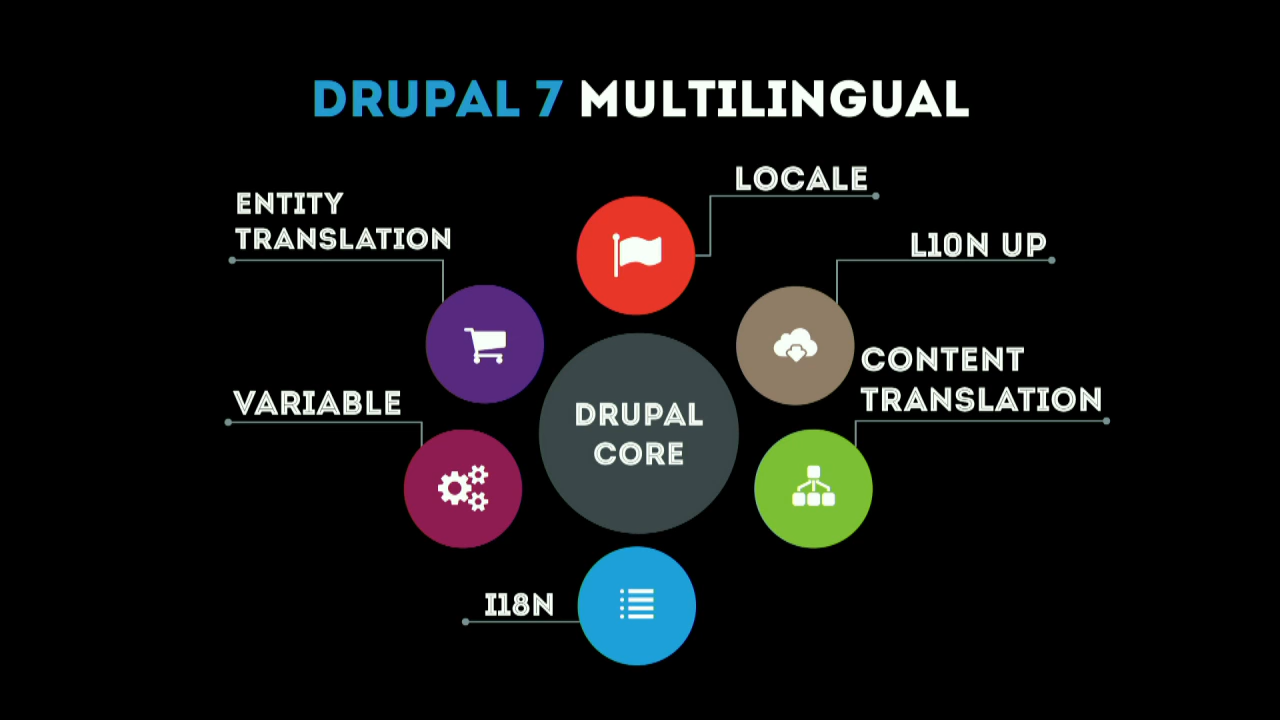 DRUPAL 7 MULTILINGUAL
LOCALE
ENTITY
TRANSLATION
L10N UP
CONTENT
TRANSLATION
VARIABLE
DRUPAL
CORE
I18N